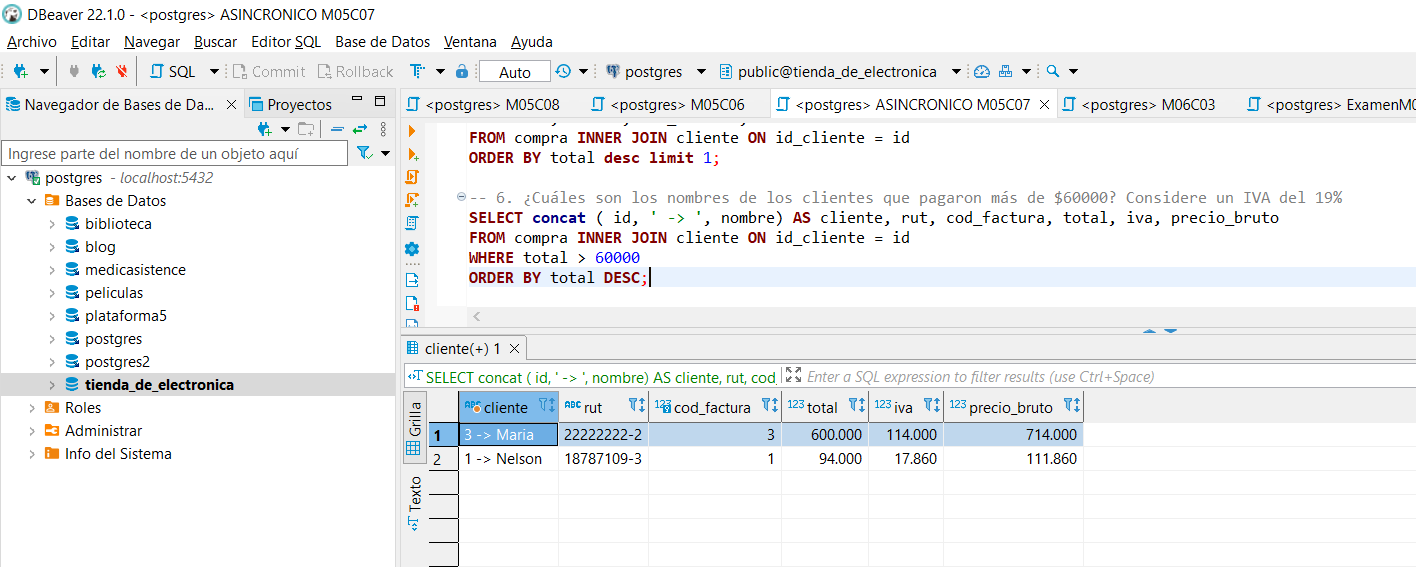 DBeaver 22.1.0 - <postgres> ASINCRONICO M05C07
Archivo Editar Navegar Buscar Editor SQL Base de Datos Ventana Ayuda
SQL Commit Rollback Auto postgres public@tienda_de_electronica
Navegador de Bases de Da... Proyectos
<postgres> M05C08 <postgres> M05C06 <postgres> ASINCRONICO M05C07 <postgres> M06C03 <postgres> ExamenM0
Ingrese parte del nombre de un objeto aquí
postgres - localhost:5432
Bases de Datos
biblioteca
blog
medicasistence
peliculas
plataforma5
postgres
postgres2
tienda_de_electronica
Roles
Administrar
Info del Sistema
FROM compra INNER JOIN cliente ON id_cliente = id
ORDER BY total desc limit 1;
-- 6. ¿Cuáles son los nombres de los clientes que pagaron más de $60000? Considere un IVA del 19%
SELECT concat ( id, ' -> ', nombre) AS cliente, rut, cod_factura, total, iva, precio_bruto
FROM compra INNER JOIN cliente ON id_cliente = id
WHERE total > 60000
ORDER BY total DESC;
cliente(+) 1
SELECT concat ( id, ' -> ', nombre) AS cliente, rut, cod_ Enter a SQL expression to filter results (use Ctrl+Space)
Grilla
Texto
ABC cliente ABC rut 123 cod_factura 123 total 123 iva 123 precio_bruto
1 3 -> Maria 22222222-2 3 600.000 114.000 714.000
2 1 -> Nelson 18787109-3 1 94.000 17.860 111.860